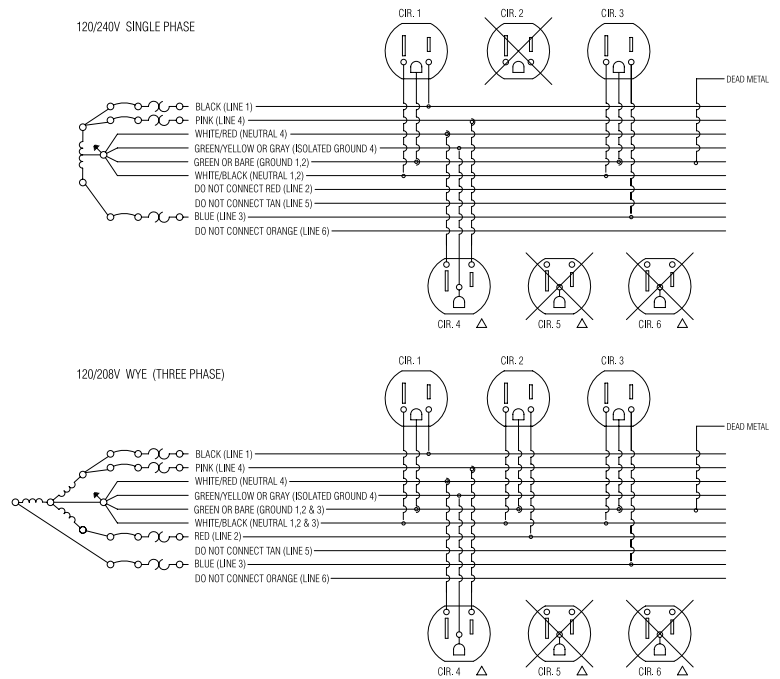 120/240V SINGLE PHASE
CIR. 1
CIR. 2
CIR. 3
DEAD METAL
BLACK (LINE 1)
PINK (LINE 4)
WHITE/RED (NEUTRAL 4)
GREEN/YELLOW OR GRAY (ISOLATED GROUND 4)
GREEN OR BARE (GROUND 1,2)
WHITE/BLACK (NEUTRAL 1,2)
DO NOT CONNECT RED (LINE 2)
DO NOT CONNECT TAN (LINE 5)
BLUE (LINE 3)
DO NOT CONNECT ORANGE (LINE 6)
CIR. 4 △
CIR. 5 △
CIR. 6 △
120/208V WYE (THREE PHASE)
CIR. 1
CIR. 2
CIR. 3
DEAD METAL
BLACK (LINE 1)
PINK (LINE 4)
WHITE/RED (NEUTRAL 4)
GREEN/YELLOW OR GRAY (ISOLATED GROUND 4)
GREEN OR BARE (GROUND 1,2 & 3)
WHITE/BLACK (NEUTRAL 1,2 & 3)
RED (LINE 2)
DO NOT CONNECT TAN (LINE 5)
BLUE (LINE 3)
DO NOT CONNECT ORANGE (LINE 6)
CIR. 4 △
CIR. 5 △
CIR. 6 △